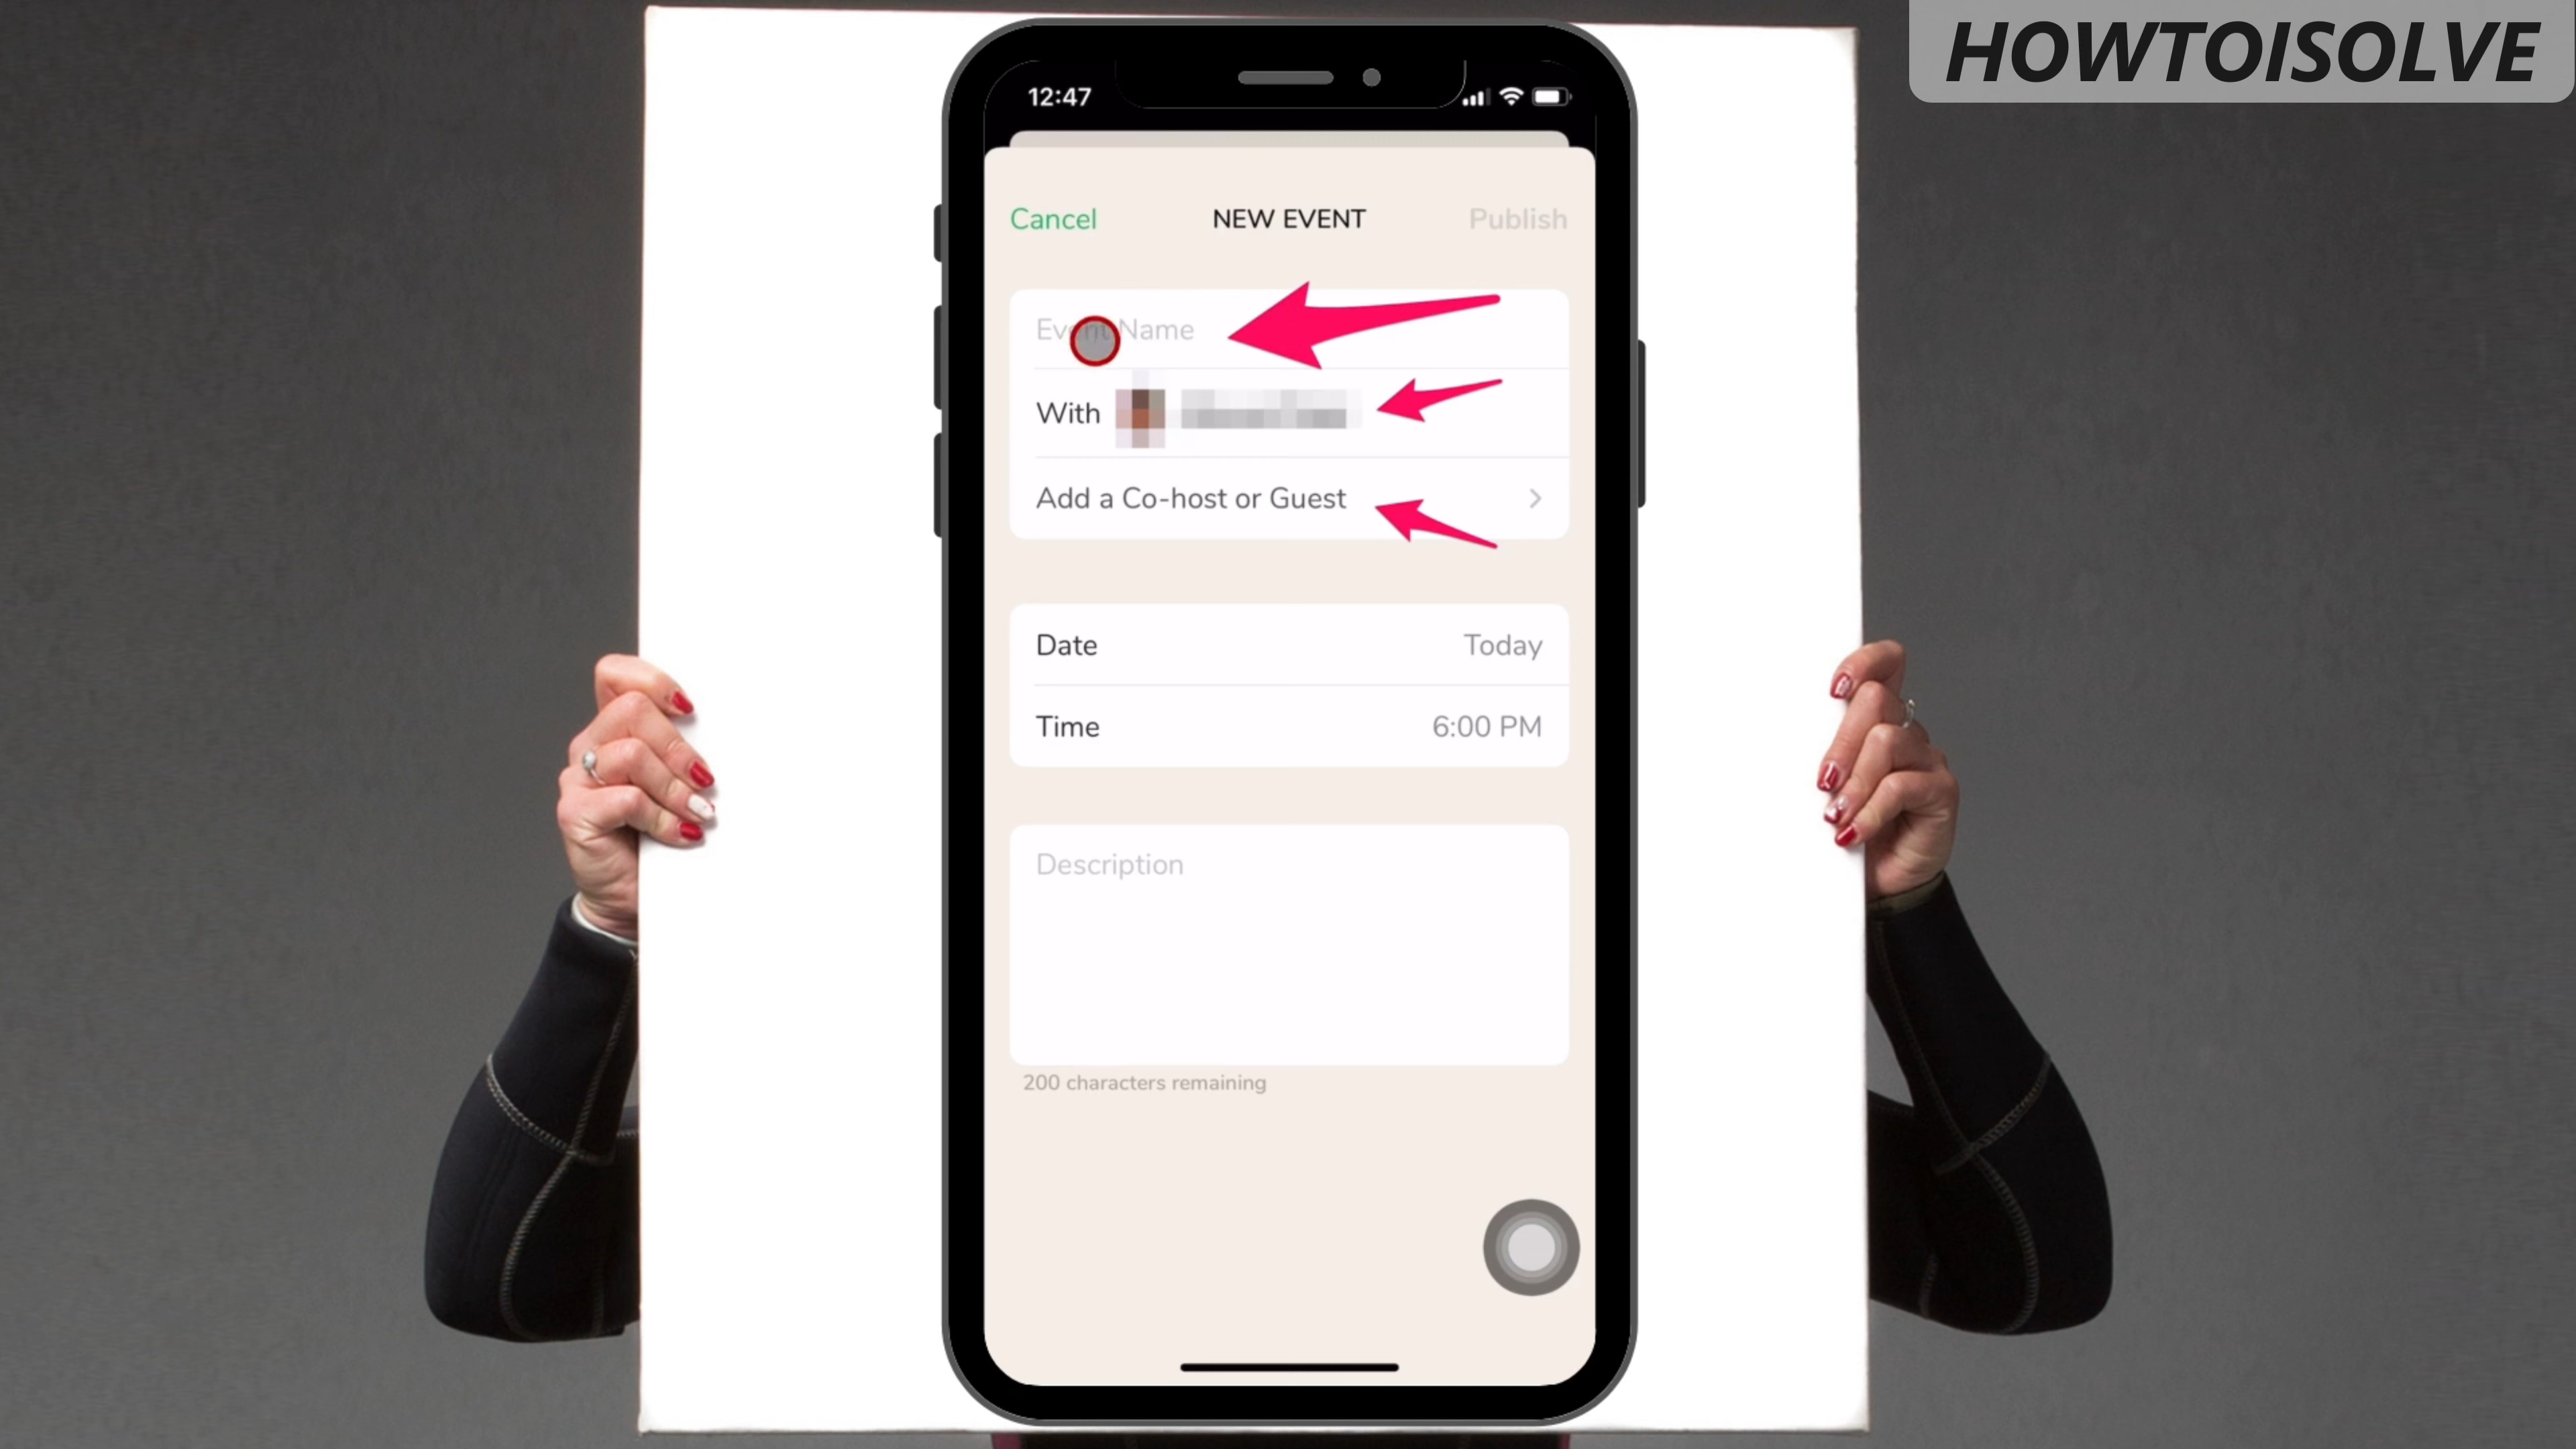 HOWTOISOLVE
12:47
Cancel NEW EVENT Publish
Event Name
With
Add a Co-host or Guest
Date Today
Time 6:00 PM
Description
200 characters remaining